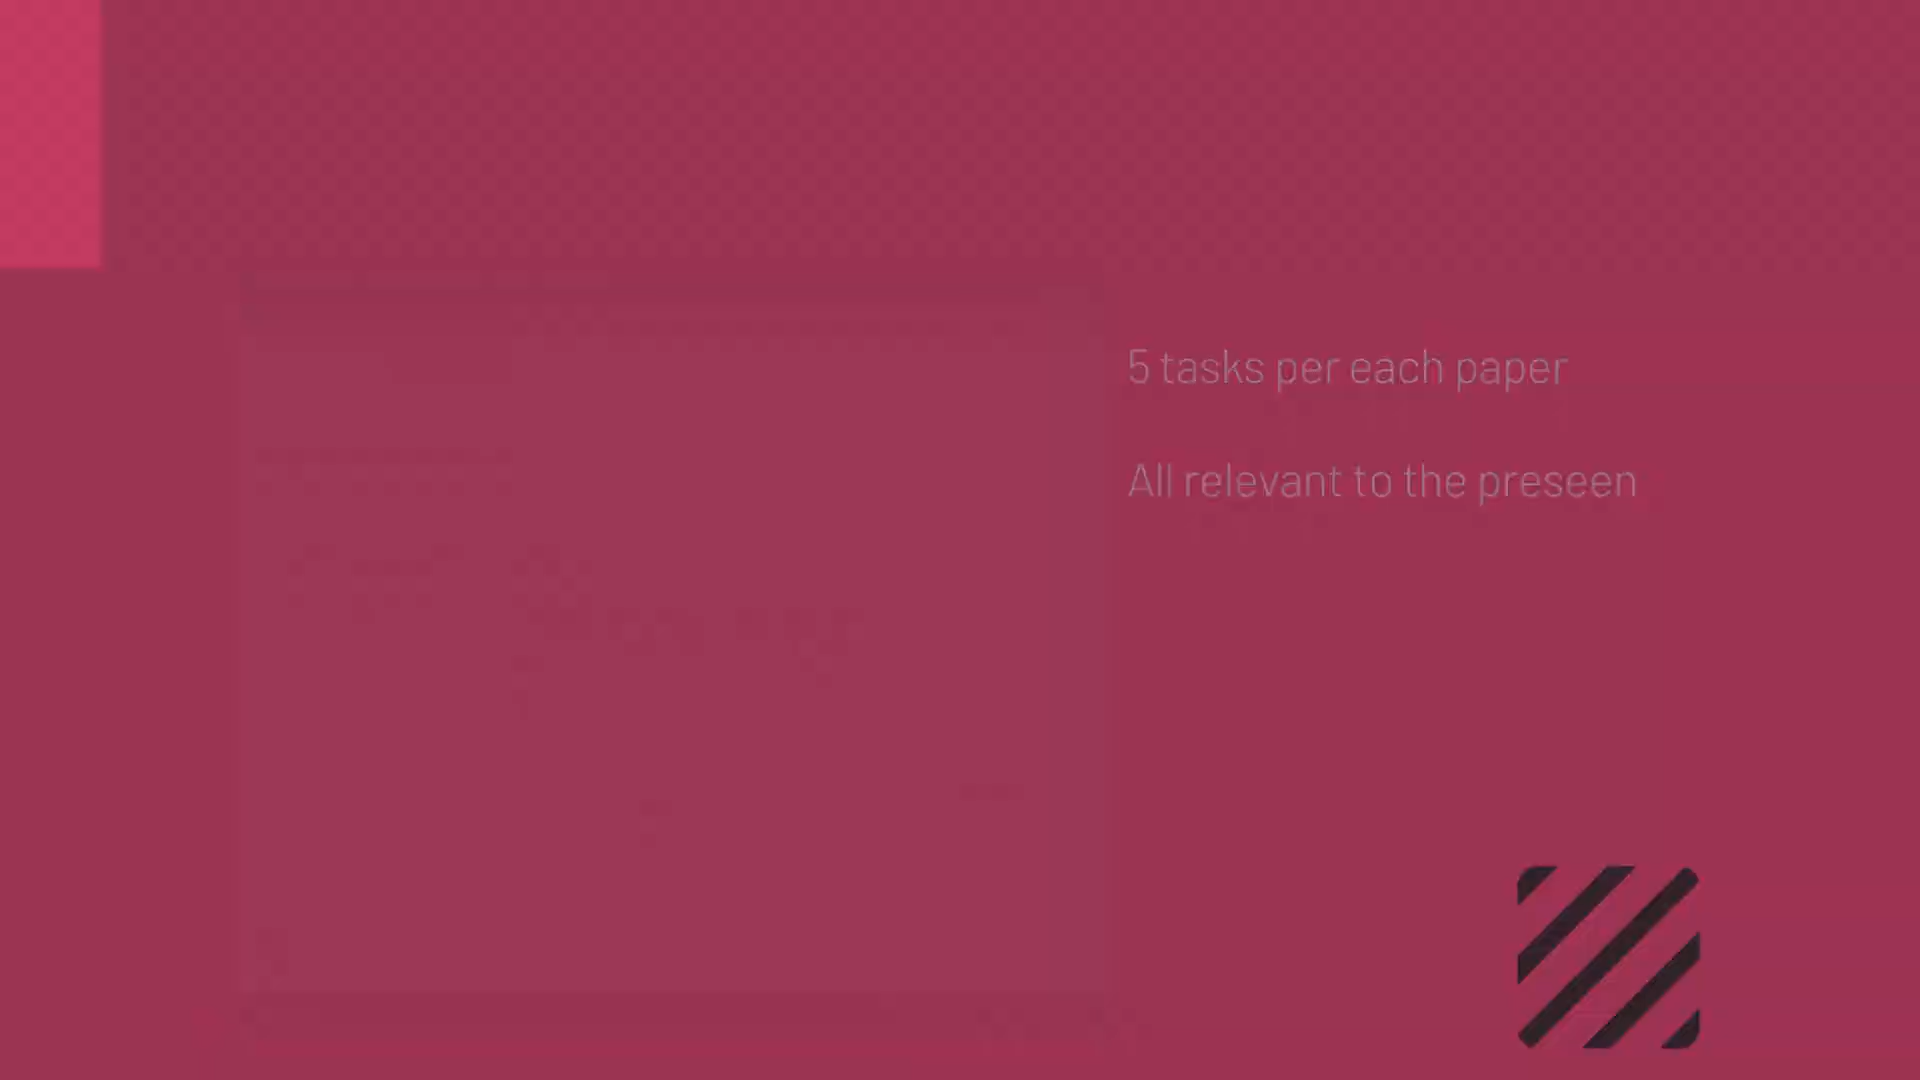 5 tasks per each paper
All relevant to the preseen